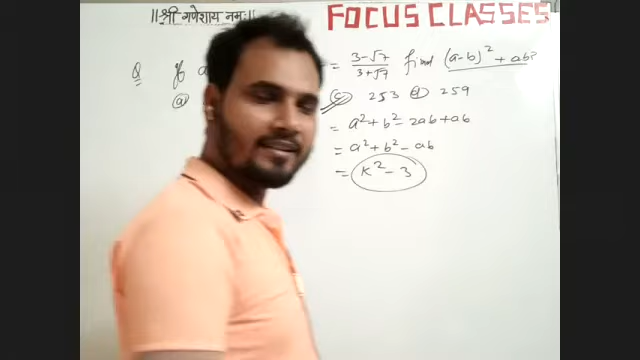 ॥श्री गणेशाय नमः॥
FOCUS CLASSES
Q If a = \frac{3-√7}{3+√7} find (a-b)² + ab?
(a) (c) 253 (d) 259
= a² + b² - 2ab + ab
= a² + b² - ab
= K² - 3